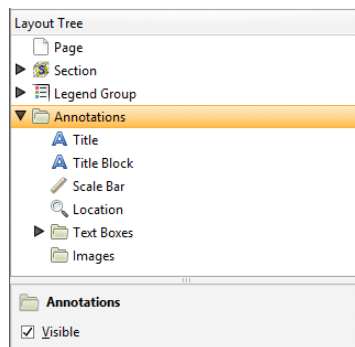 Layout Tree
Page
Section
Legend Group
Annotations
Title
Title Block
Scale Bar
Location
Text Boxes
Images
Annotations
Visible